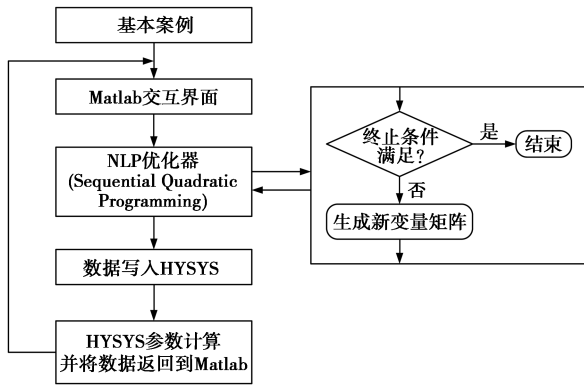 基本案例
Matlab交互界面
NLP优化器
(Sequential Quadratic
Programming)
数据写入HYSYS
HYSYS参数计算
并将数据返回到Matlab
终止条件
满足?
是
结束
否
生成新变量矩阵